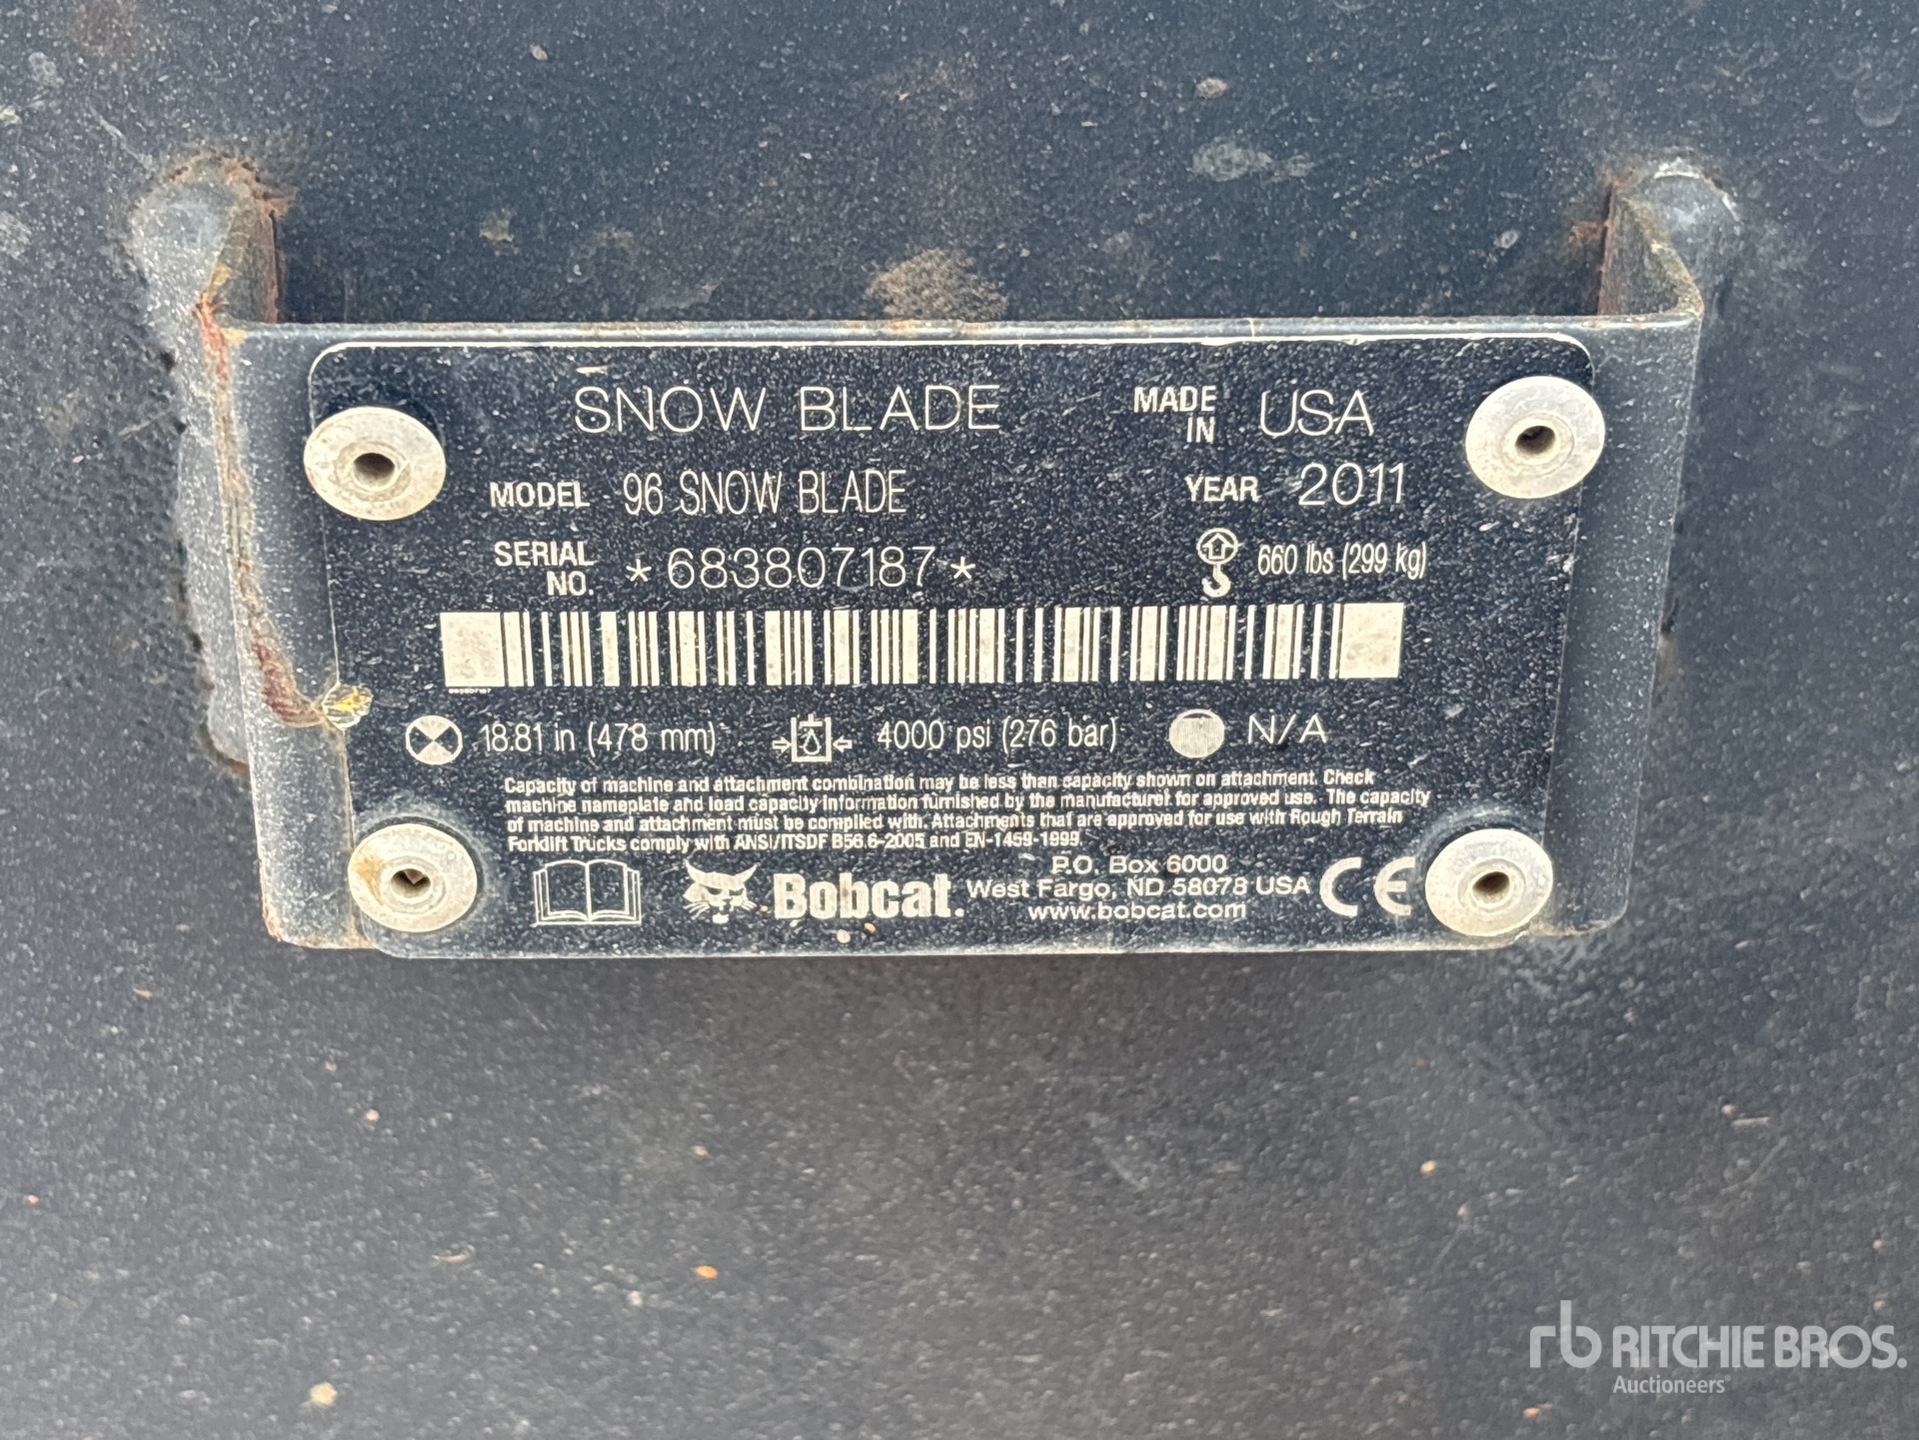 SNOW BLADE MADE IN USA
MODEL 96 SNOW BLADE YEAR 2011
SERIAL NO. *683807187* 660 lbs (299 kg)
18.81 in (478 mm) 4000 psi (276 bar) N/A
Capacity of machine and attachment combination may be less than capacity shown on attachment. Check
machine nameplate and load capacity information furnished by the manufacturer for approved use. The capacity
of machine and attachment must be complied with. Attachments that are approved for use with Rough Terrain
Forklift Trucks comply with ANSI/ITSDF B56.6-2005 and EN-1459-1999.
Bobcat. P.O. Box 6000
West Fargo, ND 58078 USA
www.bobcat.com
CE
rb RITCHIE BROS.
Auctioneers